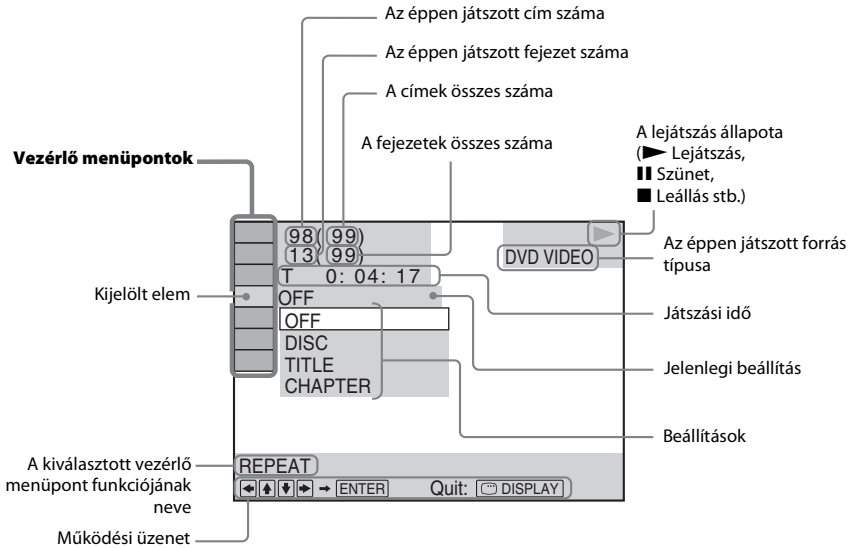 Az éppen játszott cím száma
Az éppen játszott fejezet száma
A címek összes száma
A fejezetek összes száma
A lejátszás állapota
(► Lejátszás,
▮▮ Szünet,
■ Leállás stb.)
Vezérlő menüpontok
98( 99)
13( 99)
T 0: 04: 17
OFF
OFF
DISC
TITLE
CHAPTER
DVD VIDEO
Az éppen játszott forrás
típusa
Kijelölt elem
Játszási idő
Jelenlegi beállítás
Beállítások
A kiválasztott vezérlő
menüpont funkciójának
neve
REPEAT
ENTER Quit: DISPLAY
Működési üzenet